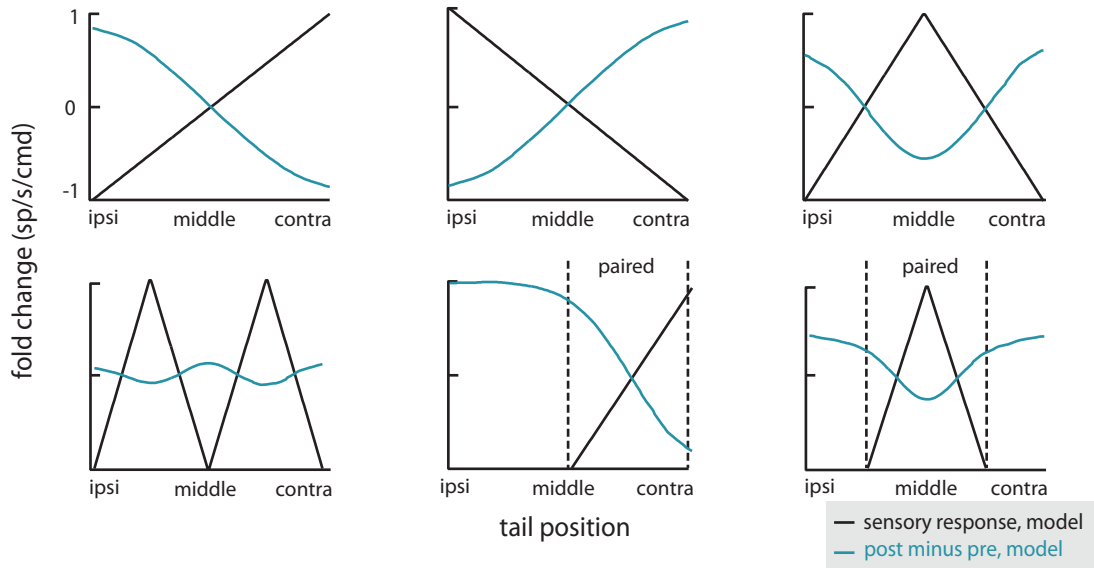 fold change (sp/s/cmd)
1
0
-1
ipsi middle contra
ipsi middle contra
ipsi middle contra
paired
paired
ipsi middle contra
ipsi middle contra
ipsi middle contra
tail position
sensory response, model
post minus pre, model